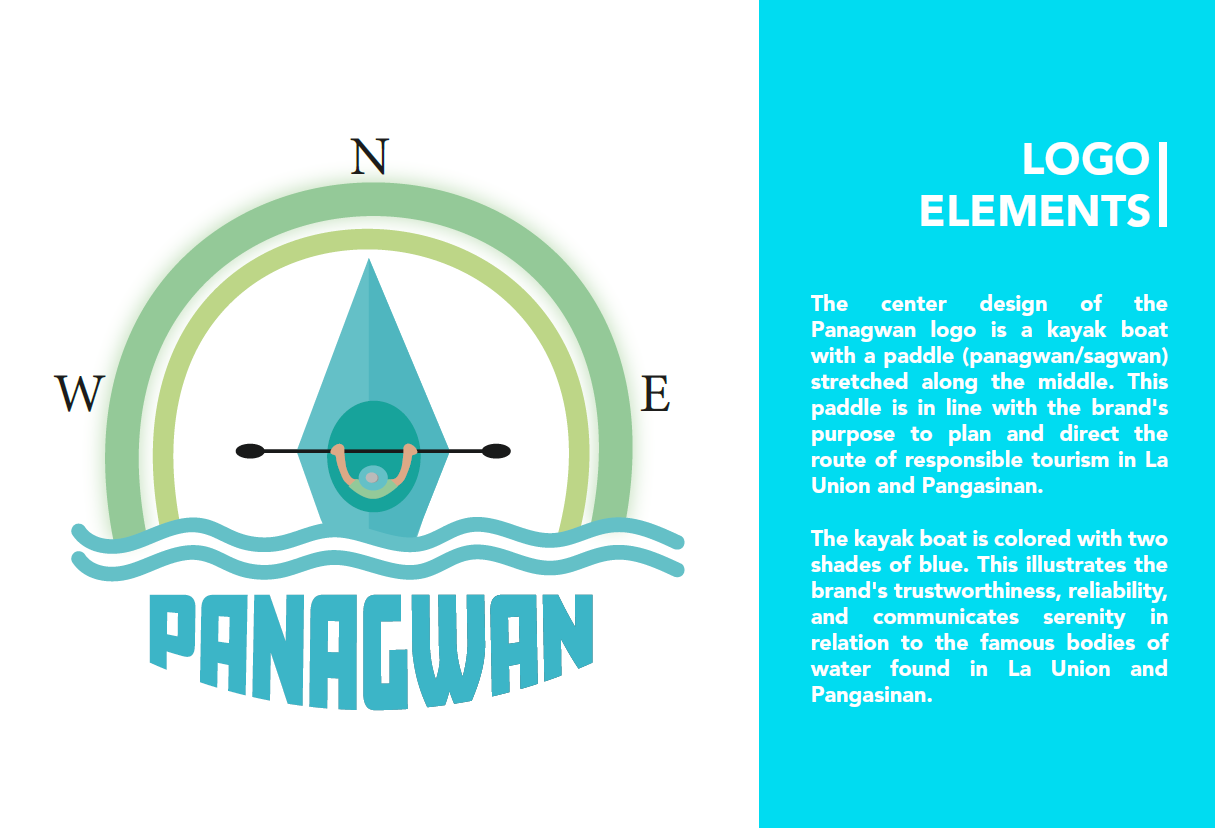 N
W
E
PANAGWAN
LOGO
ELEMENTS
The center design of the
Panagwan logo is a kayak boat
with a paddle (panagwan/sagwan)
stretched along the middle. This
paddle is in line with the brand's
purpose to plan and direct the
route of responsible tourism in La
Union and Pangasinan.
The kayak boat is colored with two
shades of blue. This illustrates the
brand's trustworthiness, reliability,
and communicates serenity in
relation to the famous bodies of
water found in La Union and
Pangasinan.